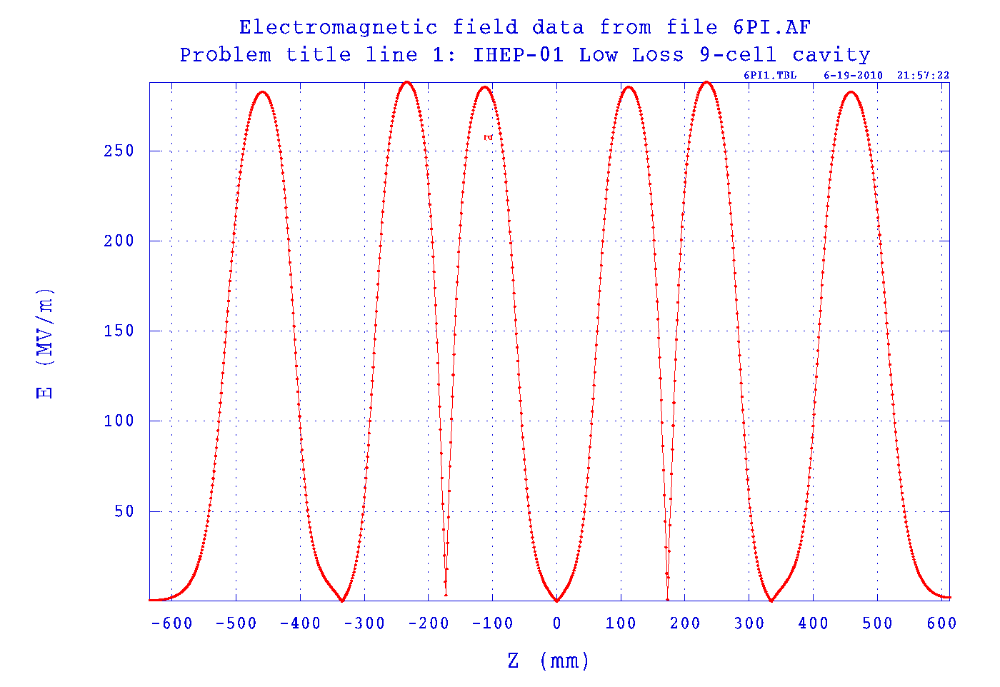 Electromagnetic field data from file 6PI.AF
Problem title line 1: IHEP-01 Low Loss 9-cell cavity
6PI1.TBL 6-19-2010 21:57:22
E
250
200
150
100
50
E (MV/m)
-600 -500 -400 -300 -200 -100 0 100 200 300 400 500 600
Z (mm)